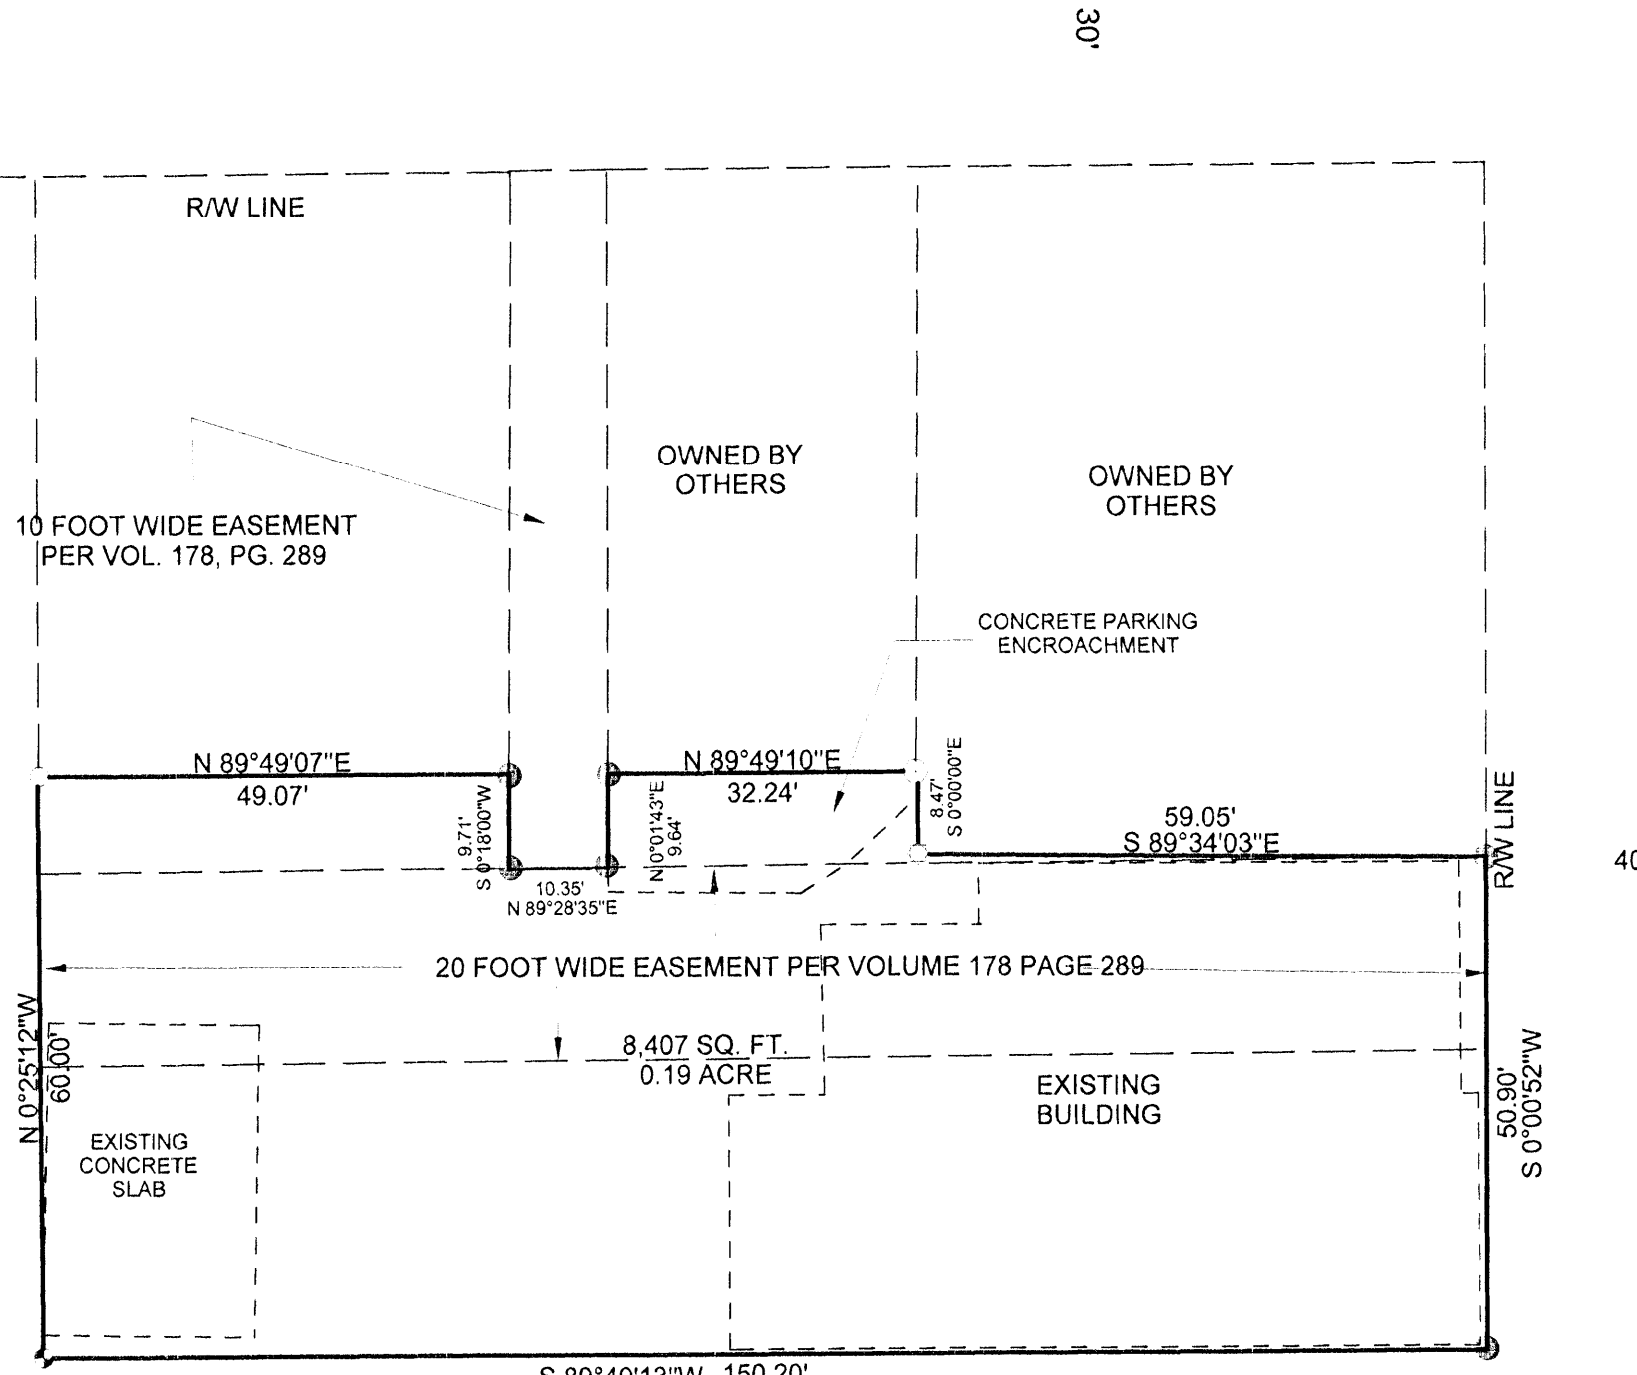 30'
R/W LINE
OWNED BY
OTHERS
OWNED BY
OTHERS
10 FOOT WIDE EASEMENT
PER VOL. 178, PG. 289
CONCRETE PARKING
ENCROACHMENT
N 89°49'07"E
49.07'
N 89°49'10"E
32.24'
8.47'
S 0°00'00"E
9.71'
S 0°18'00"W
N 0°01'43"E
9.64'
59.05'
S 89°34'03"E
R/W LINE
10.35'
N 89°28'35"E
20 FOOT WIDE EASEMENT PER VOLUME 178 PAGE 289
N 0°25'12"W
60.00'
8,407 SQ. FT.
0.19 ACRE
EXISTING
BUILDING
50.90'
S 0°00'52"W
EXISTING
CONCRETE
SLAB
150.20'